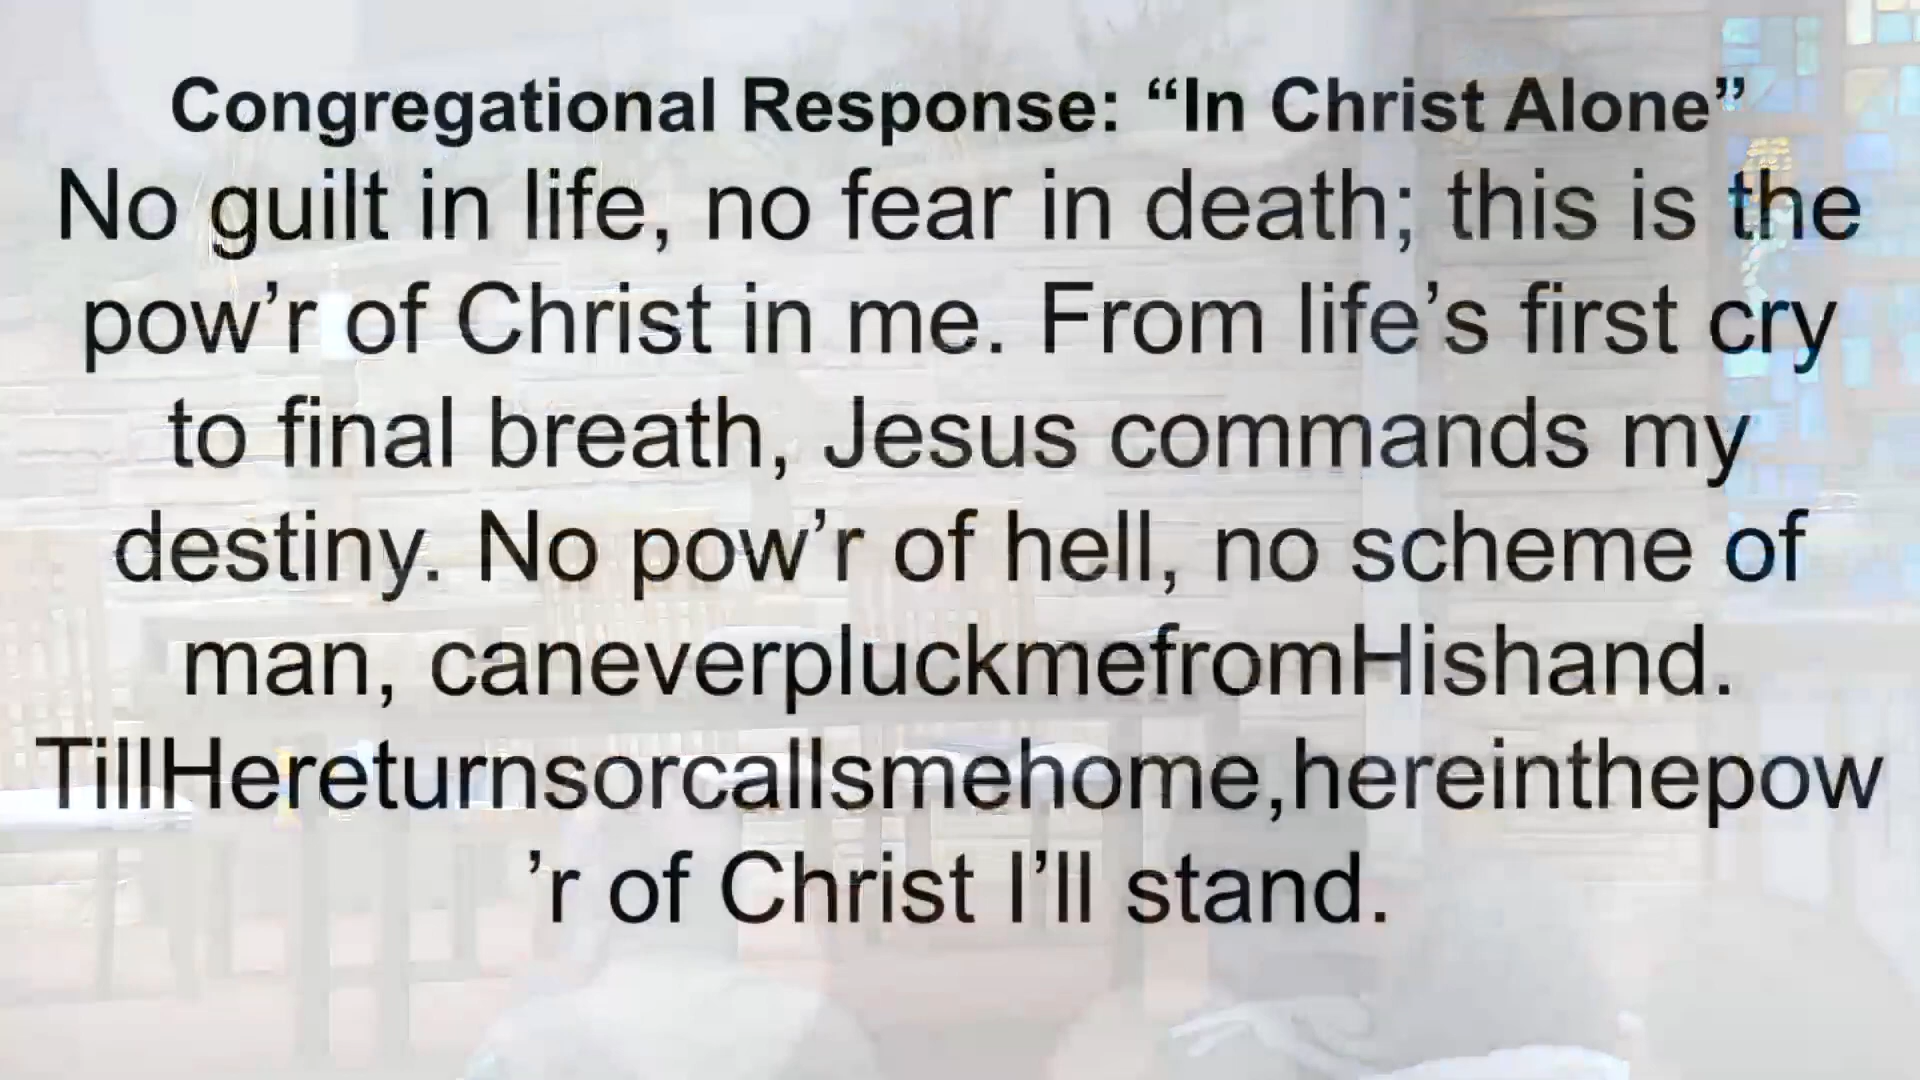 Congregational Response: “In Christ Alone”
No guilt in life, no fear in death; this is the
pow’r of Christ in me. From life’s first cry
to final breath, Jesus commands my
destiny. No pow’r of hell, no scheme of
man, caneverpluckmefromHishand.
TillHereturnsorcallsmehome,hereinthepow
’r of Christ I’ll stand.